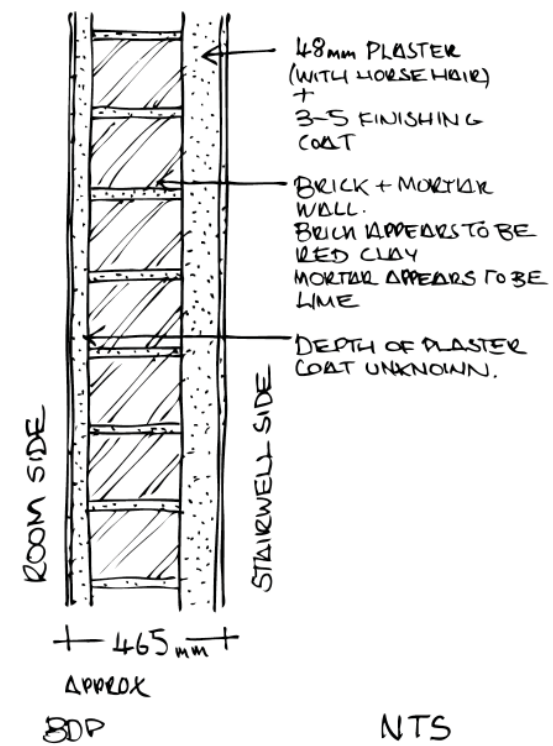 48mm PLASTER
(WITH HORSE HAIR)
+
3-5 FINISHING
COAT
BRICK + MORTAR
WALL.
BRICK APPEARS TO BE
RED CLAY
MORTAR APPEARS TO BE
LIME
DEPTH OF PLASTER
COAT UNKNOWN.
ROOM SIDE
STAIRWELL SIDE
465mm
APPROX
BDP
NTS